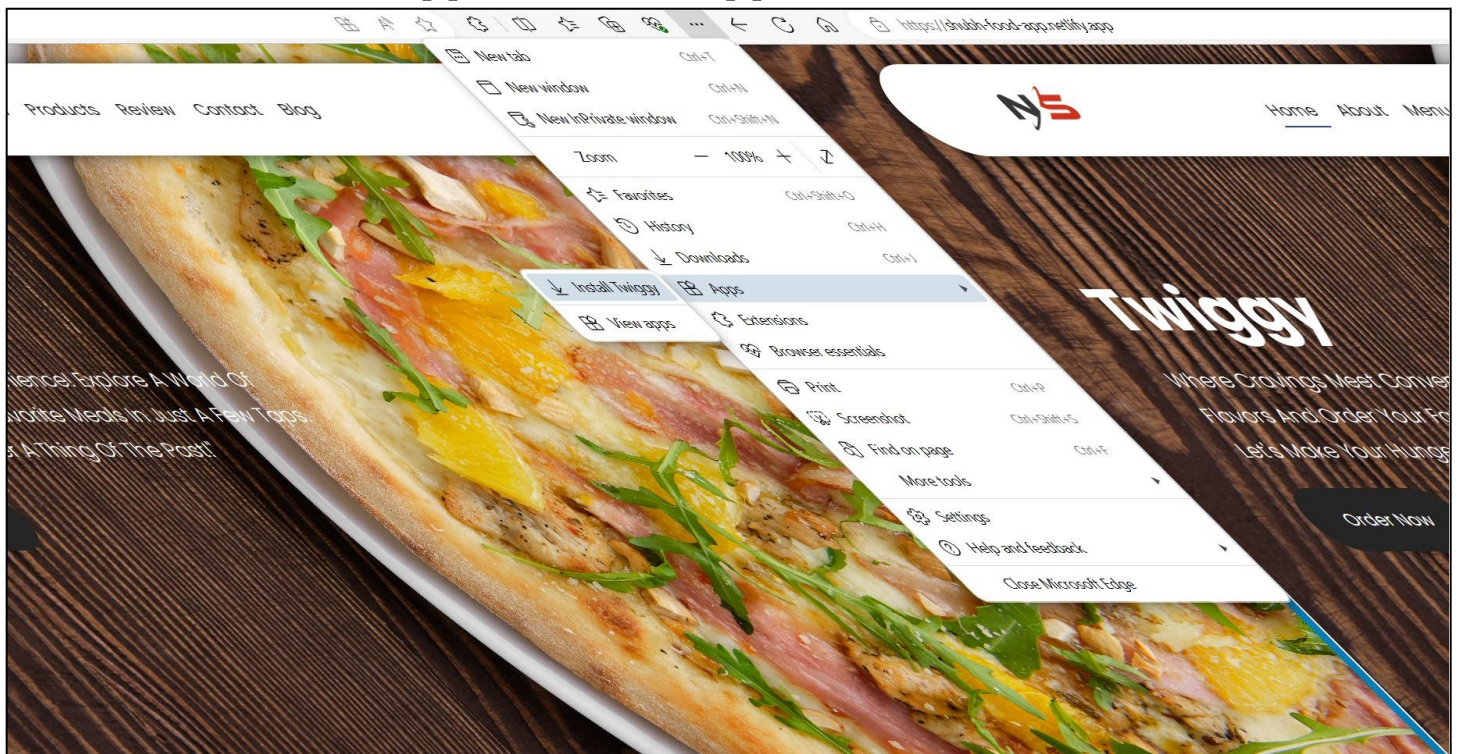 https://shubh-food-app.netlify.app
New tab Ctrl+T
New window Ctrl+N
New InPrivate window Ctrl+Shift+N
Zoom — 100% +
Favorites Ctrl+Shift+O
History Ctrl+H
Downloads Ctrl+J
Apps
Install Twiggy
View apps
Extensions
Browser essentials
Print Ctrl+P
Screenshot Ctrl+Shift+S
Find on page Ctrl+F
More tools
Settings
Help and feedback
Close Microsoft Edge
NS
Home About Menu
Products Review Contact Blog
Twiggy
Where Cravings Meet
Flavors And Order Your
Let's Make Your
Explore A World Of
Meals In Just A Few Taps.
A Thing Of The Past!"
Order Now